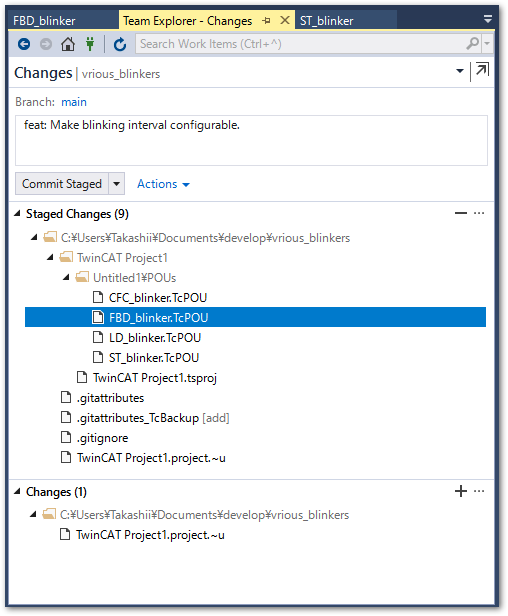 FBD_blinker
Team Explorer - Changes
ST_blinker
Search Work Items (Ctrl+^)
Changes | vrious_blinkers
Branch: main
feat: Make blinking interval configurable.
Commit Staged
Actions
Staged Changes (9)
C:¥Users¥Takashii¥Documents¥develop¥vrious_blinkers
TwinCAT Project1
Untitled1¥POUs
CFC_blinker.TcPOU
FBD_blinker.TcPOU
LD_blinker.TcPOU
ST_blinker.TcPOU
TwinCAT Project1.tsproj
.gitattributes
.gitattributes_TcBackup [add]
.gitignore
TwinCAT Project1.project.~u
Changes (1)
C:¥Users¥Takashii¥Documents¥develop¥vrious_blinkers
TwinCAT Project1.project.~u